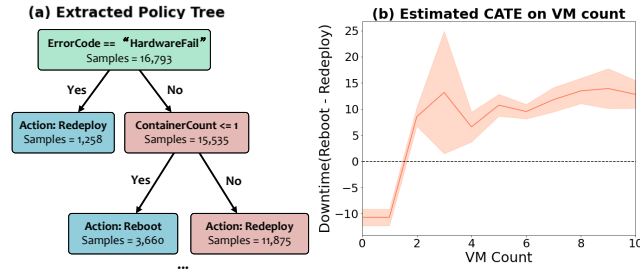 (a) Extracted Policy Tree
ErrorCode == “HardwareFail”
Samples = 16,793
Yes
No
Action: Redeploy
Samples = 1,258
ContainerCount <= 1
Samples = 15,535
Yes
No
Action: Reboot
Samples = 3,660
Action: Redeploy
Samples = 11,875
...
(b) Estimated CATE on VM count
Downtime(Reboot - Redeploy)
25
20
15
10
5
0
−5
−10
0 2 4 6 8 10
VM Count